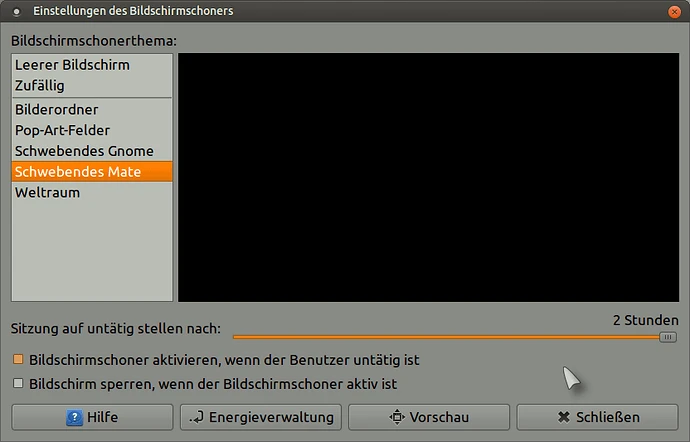 Einstellungen des Bildschirmschoners
Bildschirmschonerthema:
Leerer Bildschirm
Zufällig
Bilderordner
Pop-Art-Felder
Schwebendes Gnome
Schwebendes Mate
Weltraum
2 Stunden
Sitzung auf untätig stellen nach:
Bildschirmschoner aktivieren, wenn der Benutzer untätig ist
Bildschirm sperren, wenn der Bildschirmschoner aktiv ist
Hilfe Energieverwaltung Vorschau Schließen